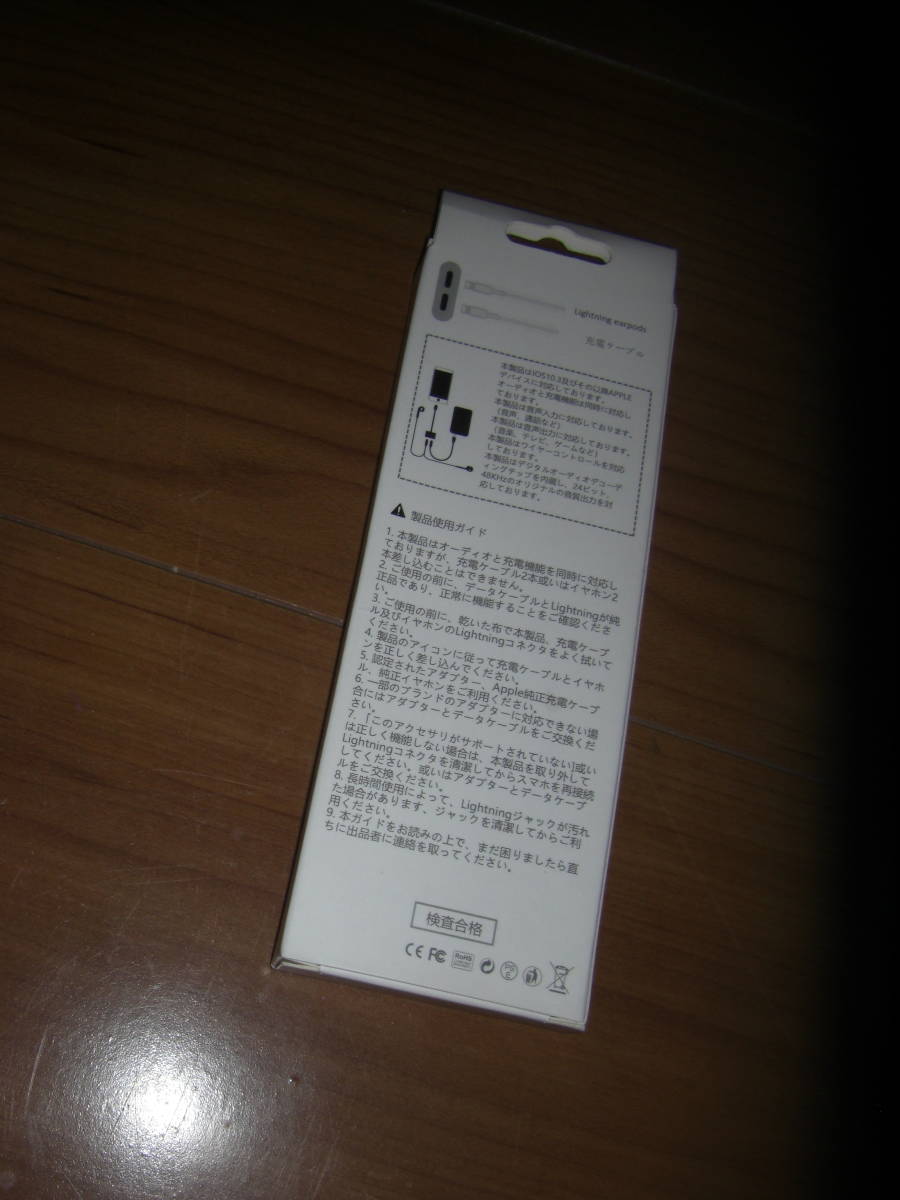 Lightning earpods
充電ケーブル
本製品はIOS10.3及びその以降APPLE
デバイスに対応しております。
オーディオと充電機能は同時に対応し
ております。
本製品は音声入力に対応しております。
（音声、通話など）
本製品は音声出力に対応しております。
（音楽、テレビ、ゲームなど）
本製品はワイヤーコントロールを対応
しております。
本製品はデジタルオーディオデコーデ
ィングチップを内蔵し、24ビット、
48KHzのオリジナルの音質出力を対
応しております。
製品使用ガイド
1. 本製品はオーディオと充電機能を同時に対応し
ておりますが、充電ケーブル2本或いはイヤホン2
本差し込むことはできません。
2. ご使用の前に、データケーブルとLightningが純
正品であり、正常に機能することをご確認くださ
い。
3. ご使用の前に、乾いた布で本製品、充電ケーブ
ル及びイヤホンのLightningコネクタをよく拭いて
ください。
4. 製品のアイコンに従って充電ケーブルとイヤホ
ンを正しく差し込んでください。
5. 認定されたアダプター、Apple純正充電ケーブ
ル、純正イヤホンをご利用ください。
6. 一部のブランドのアダプターに対応できない場
合にはアダプターとデータケーブルをご交換くだ
さい。
7. 「このアクセサリがサポートされていない]或い
は正しく機能しない場合は、本製品を取り外して
Lightningコネクタを清潔してからスマホを再接続
してください。或いはアダプターとデータケーブ
ルをご交換ください。
8. 長時間使用によって、Lightningジャックが汚れ
た場合があります、ジャックを清潔してからご利
用ください。
9. 本ガイドをお読みの上で、まだ困りましたら直
ちに出品者に連絡を取ってください。
検査合格
CE FC RoHS PSE